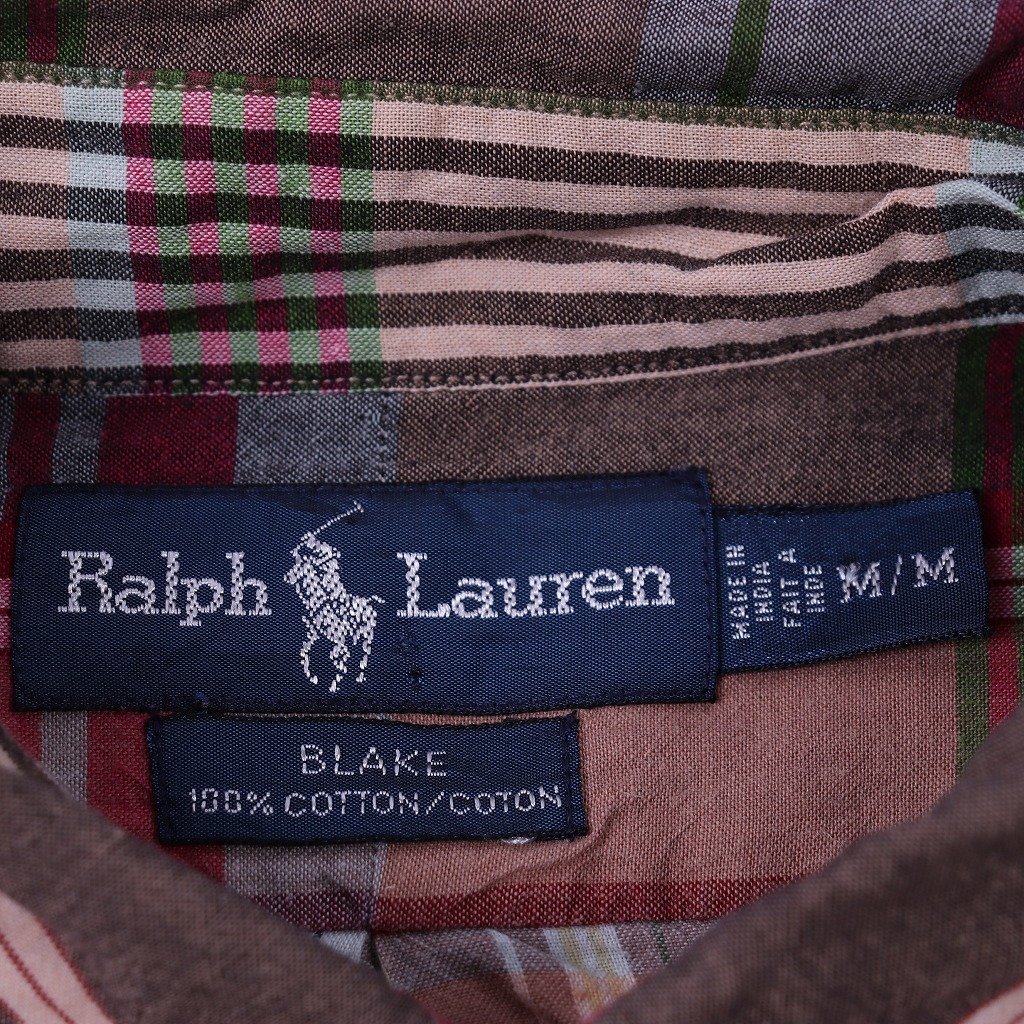 Ralph Lauren
MADE IN
INDIA
FAIT A
INDE
M/M
BLAKE
100% COTTON/COTON